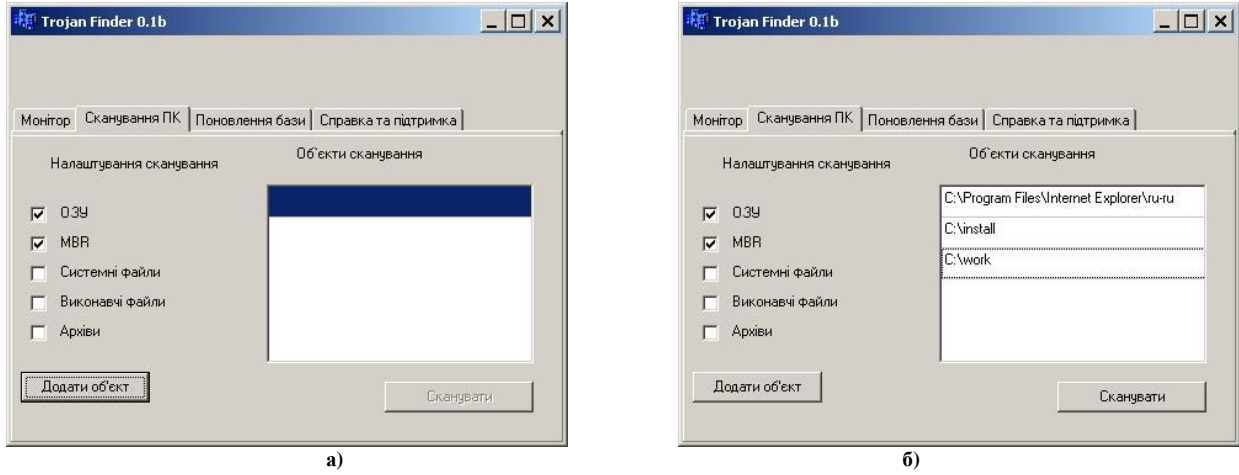 Trojan Finder 0.1b
Монітор Сканування ПК Поновлення бази Справка та підтримка
Налаштування сканування
Об`єкти сканування
ОЗУ
MBR
Системні файли
Виконавчі файли
Архіви
Додати об'єкт
Сканувати
а)
Trojan Finder 0.1b
Монітор Сканування ПК Поновлення бази Справка та підтримка
Налаштування сканування
Об`єкти сканування
ОЗУ
MBR
Системні файли
Виконавчі файли
Архіви
C:\Program Files\Internet Explorer\ru-ru
C:\install
C:\work
Додати об'єкт
Сканувати
б)